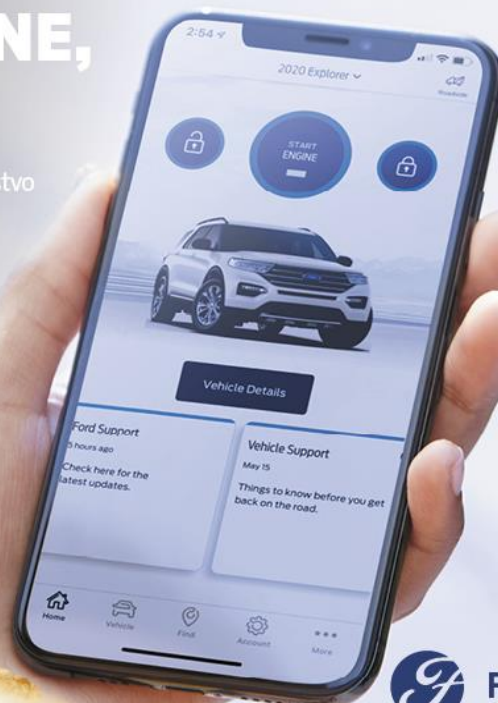 NE,
tvo
2:54
2020 Explorer
Roadside
START
ENGINE
Vehicle Details
Ford Support
5 hours ago
Check here for the
latest updates.
Vehicle Support
May 15
Things to know before you get
back on the road.
Home
Vehicle
Find
Account
More
F